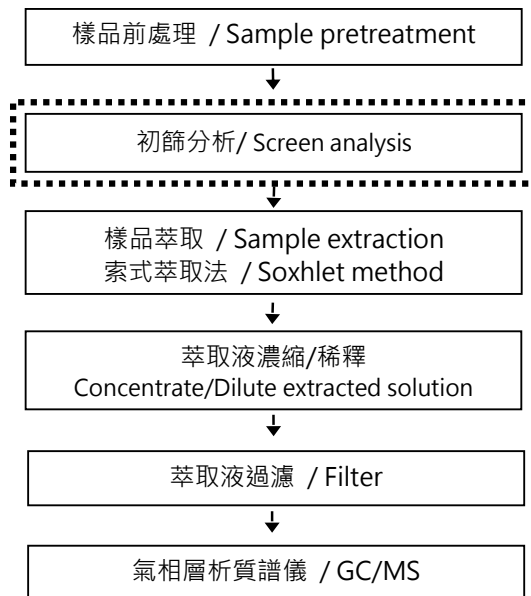 樣品前處理 / Sample pretreatment
初篩分析/ Screen analysis
樣品萃取 / Sample extraction
索式萃取法 / Soxhlet method
萃取液濃縮/稀釋
Concentrate/Dilute extracted solution
萃取液過濾 / Filter
氣相層析質譜儀 / GC/MS